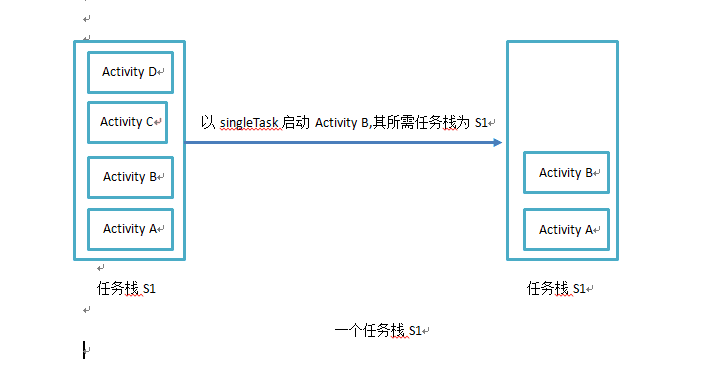 Activity D
Activity C
Activity B
Activity A
任务栈 S1
以 singleTask 启动 Activity B,其所需任务栈为 S1
Activity B
Activity A
任务栈 S1
一个任务栈 S1